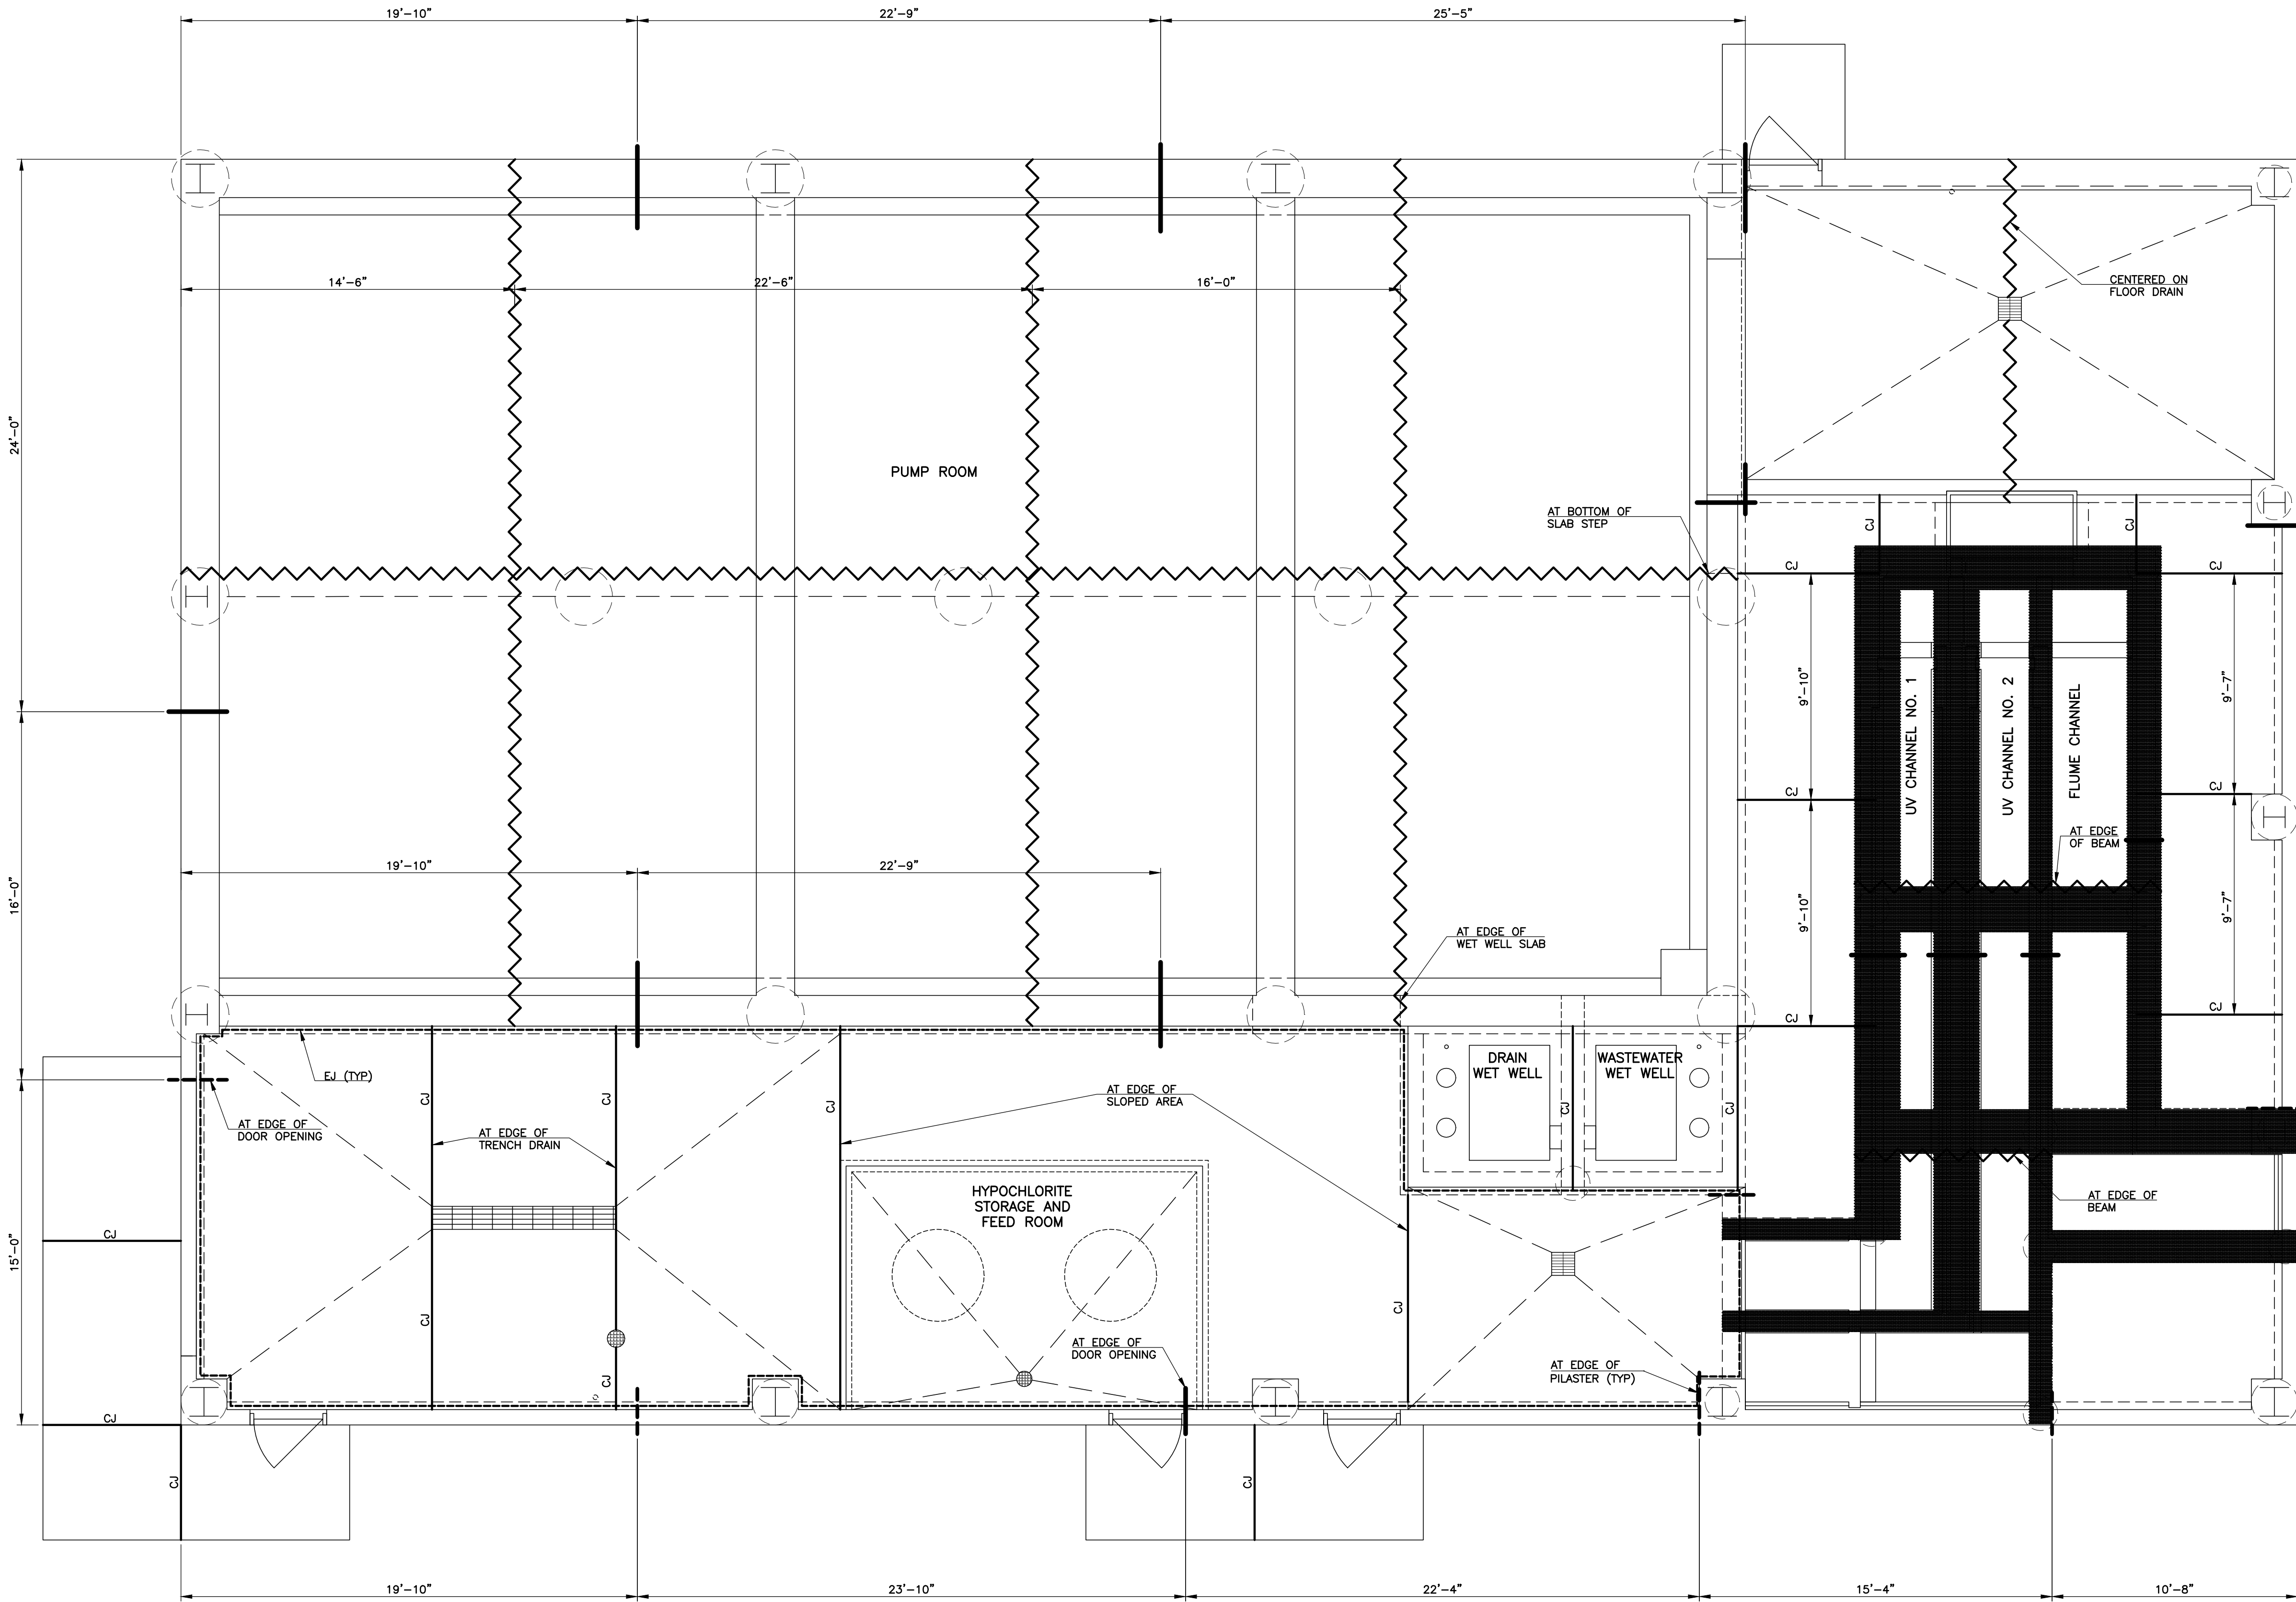 19'-10"
22'-9"
25'-5"
14'-6"
22'-6"
16'-0"
CENTERED ON
FLOOR DRAIN
24'-0"
PUMP ROOM
AT BOTTOM OF
SLAB STEP
CJ
CJ
CJ
CJ
9'-10"
UV CHANNEL NO. 1
UV CHANNEL NO. 2
FLUME CHANNEL
9'-7"
CJ
CJ
AT EDGE
OF BEAM
19'-10"
22'-9"
16'-0"
9'-10"
9'-7"
AT EDGE OF
WET WELL SLAB
CJ
CJ
EJ (TYP)
DRAIN
WET WELL
WASTEWATER
WET WELL
CJ
CJ
CJ
CJ
CJ
AT EDGE OF
SLOPED AREA
AT EDGE OF
DOOR OPENING
AT EDGE OF
TRENCH DRAIN
HYPOCHLORITE
STORAGE AND
FEED ROOM
AT EDGE OF
BEAM
CJ
15'-0"
CJ
CJ
CJ
AT EDGE OF
DOOR OPENING
AT EDGE OF
PILASTER (TYP)
CJ
CJ
CJ
19'-10"
23'-10"
22'-4"
15'-4"
10'-8"